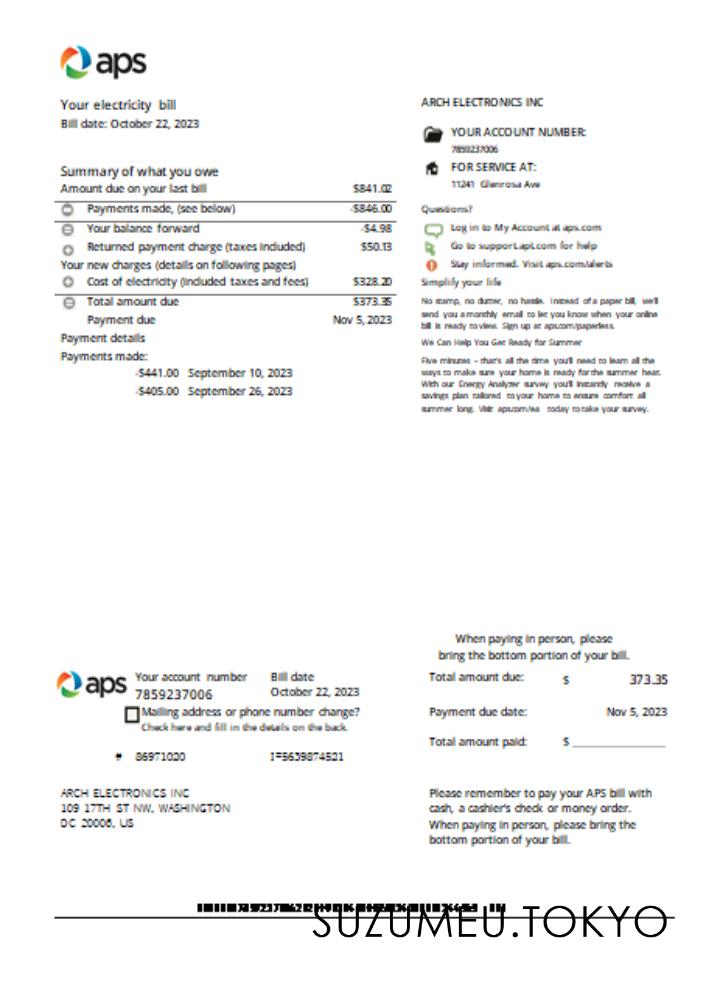 aps
Your electricity bill
Bill date: October 22, 2023
Summary of what you owe
Amount due on your last bill $841.02
Payments made, (see below) -$846.00
Your balance forward -$4.98
Returned payment charge (taxes included) $50.13
Your new charges (details on following pages)
Cost of electricity (included taxes and fees) $328.20
Total amount due $373.35
Payment due Nov 5, 2023
Payment details
Payments made:
-$441.00 September 10, 2023
-$405.00 September 26, 2023
ARCH ELECTRONICS INC
YOUR ACCOUNT NUMBER:
7859237006
FOR SERVICE AT:
11241 Glenrosa Ave
Questions?
Log in to My Account at aps.com
Go to support.apt.com for help
Stay informed. Visit aps.com/alerts
Simplify your life
No stamp, no clutter, no hassle. Instead of a paper bill, we'll
send you a monthly email to let you know when your online
bill is ready to view. Sign up at aps.com/paperless.
We Can Help You Get Ready for Summer
Five minutes - that's all the time you'll need to learn all the
ways to make sure your home is ready for the summer heat.
With our Energy Analyzer survey you'll instantly receive a
savings plan tailored to your home to ensure comfort all
summer long. Visit aps.com/ea today to take your survey.
When paying in person, please
bring the bottom portion of your bill.
aps
Your account number
7859237006
Bill date
October 22, 2023
Mailing address or phone number change?
Check here and fill in the details on the back.
# 86971020 1=5639874521
Total amount due: $ 373.35
Payment due date: Nov 5, 2023
Total amount paid: $
ARCH ELECTRONICS INC
109 17TH ST NW, WASHINGTON
DC 20006, US
Please remember to pay your APS bill with
cash, a cashier's check or money order.
When paying in person, please bring the
bottom portion of your bill.
SUZUMEU.TOKYO